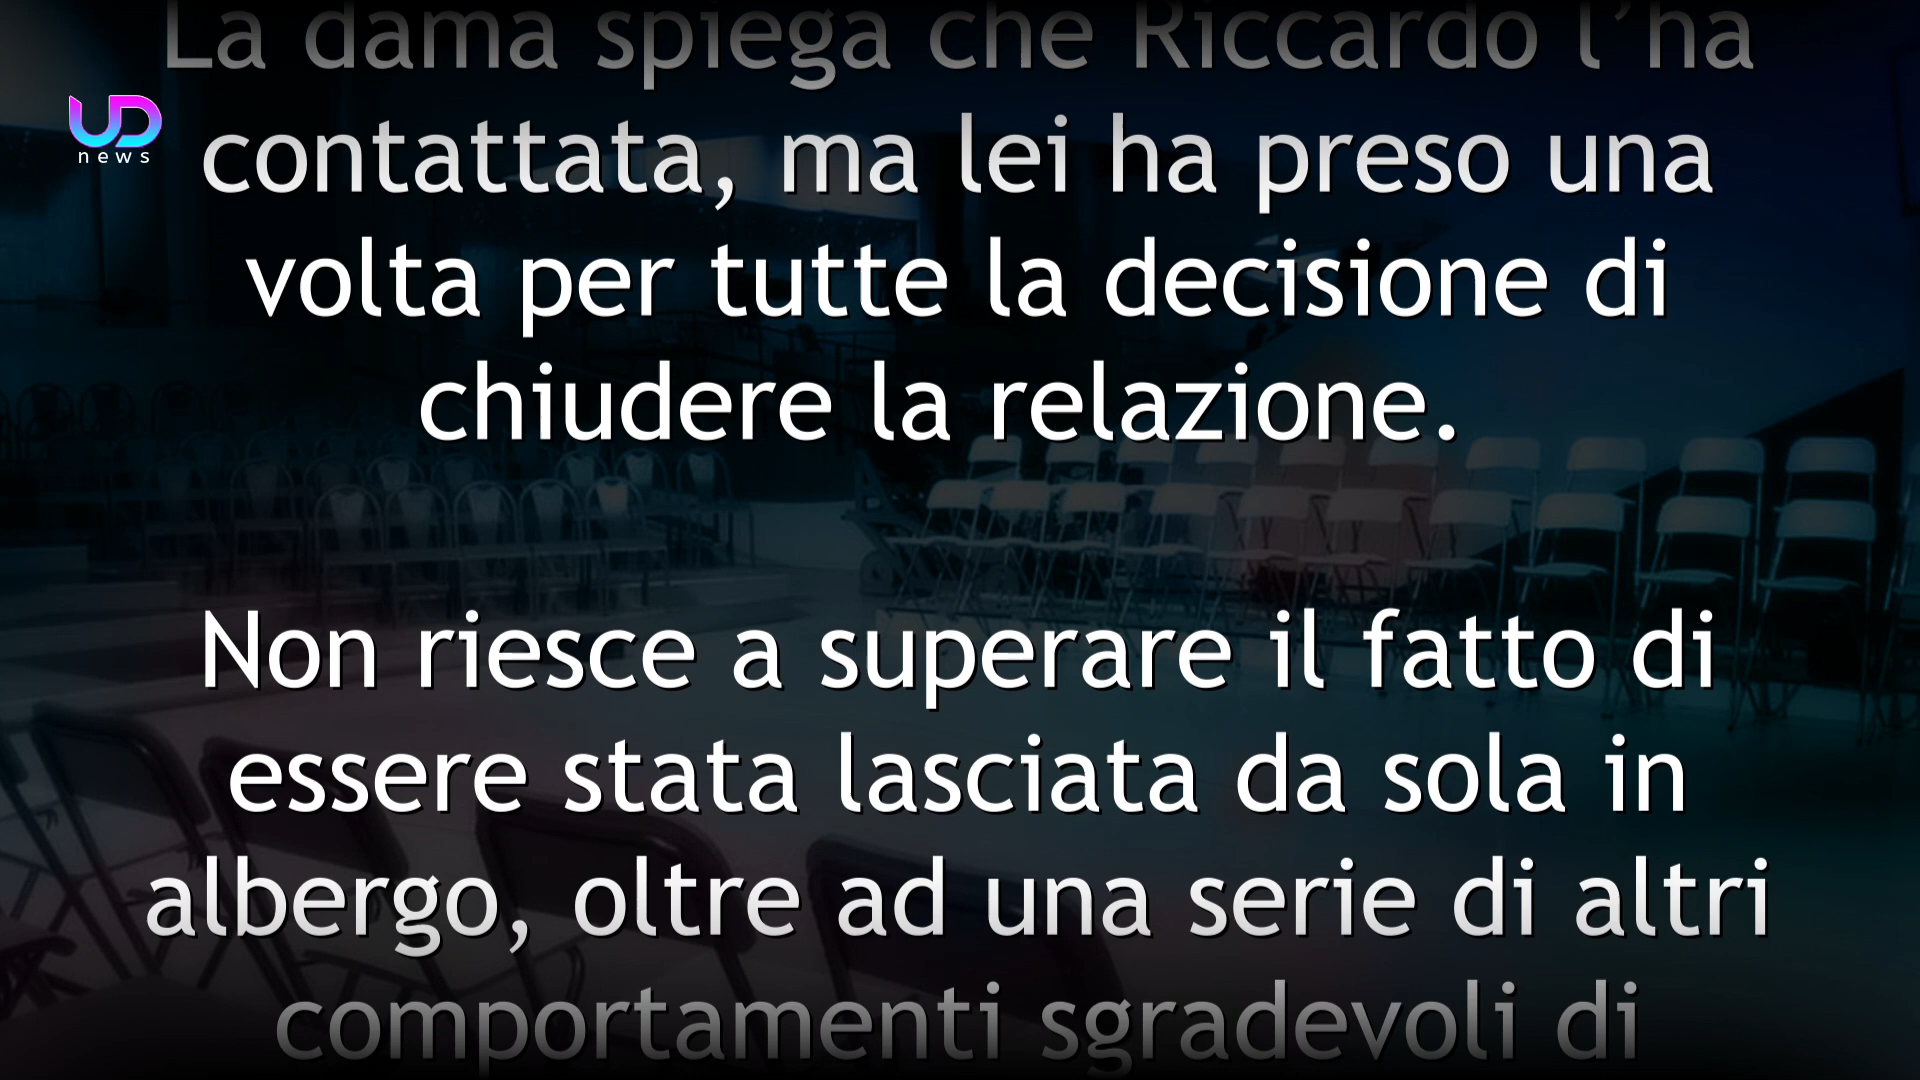 La dama spiega che Riccardo l’ha
UD
news
contattata, ma lei ha preso una
volta per tutte la decisione di
chiudere la relazione.
Non riesce a superare il fatto di
essere stata lasciata da sola in
albergo, oltre ad una serie di altri
comportamenti sgradevoli di